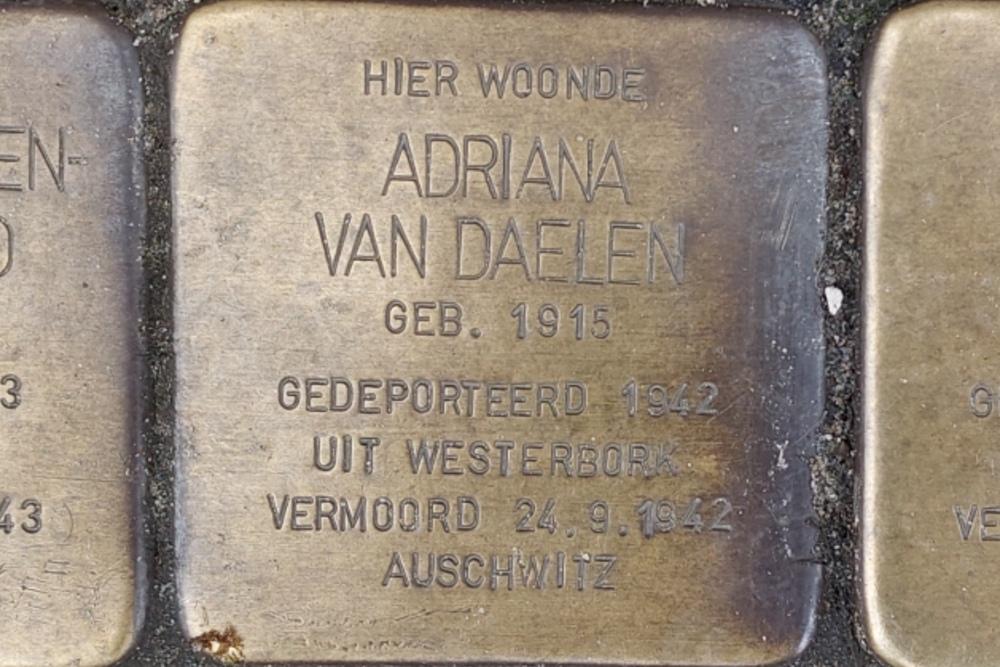 HIER WOONDE
ADRIANA
VAN DAELEN
GEB. 1915
GEDEPORTEERD 1942
UIT WESTERBORK
VERMOORD 24.9.1942
AUSCHWITZ